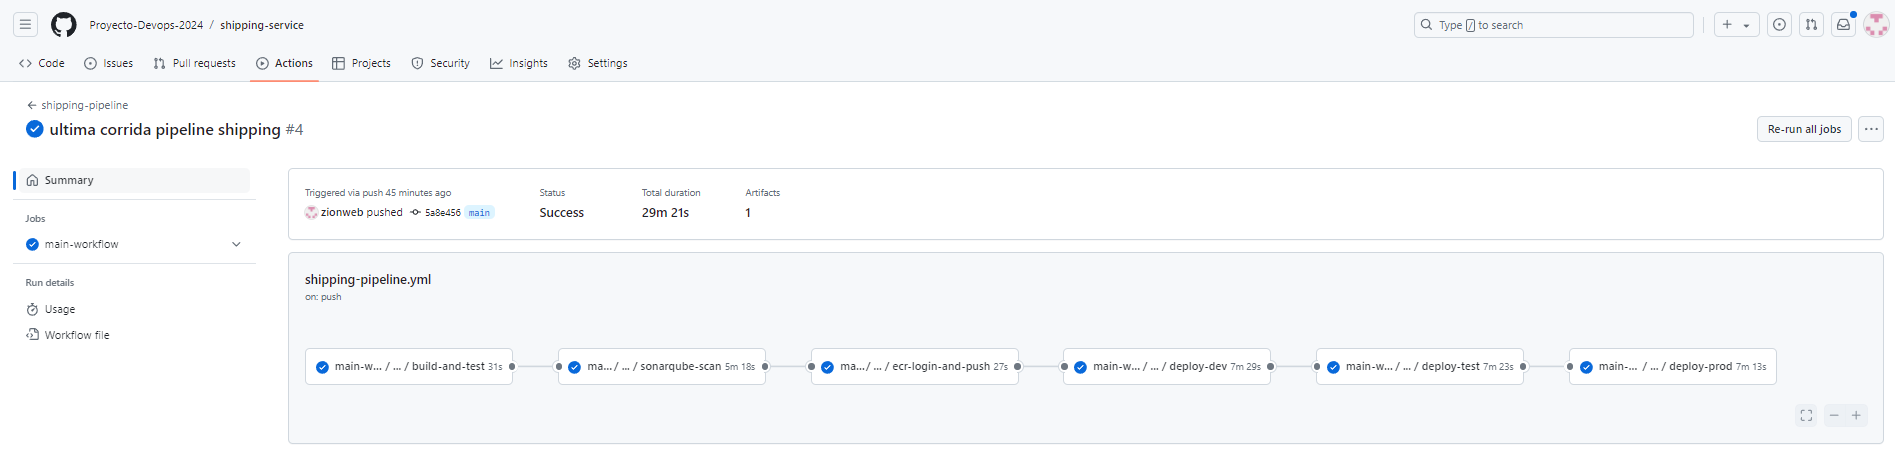 Proyecto-Devops-2024 / shipping-service
Type / to search
Code Issues Pull requests Actions Projects Security Insights Settings
shipping-pipeline
ultima corrida pipeline shipping #4
Re-run all jobs
Summary
Jobs
main-workflow
Run details
Usage
Workflow file
Triggered via push 45 minutes ago
zionweb pushed 5a8e456 main
Status
Success
Total duration
29m 21s
Artifacts
1
shipping-pipeline.yml
on: push
main-w... / ... / build-and-test 31s
ma... / ... / sonarqube-scan 5m 18s
ma... / ... / ecr-login-and-push 27s
main-w... / ... / deploy-dev 7m 29s
main-w... / ... / deploy-test 7m 23s
main-... / ... / deploy-prod 7m 13s